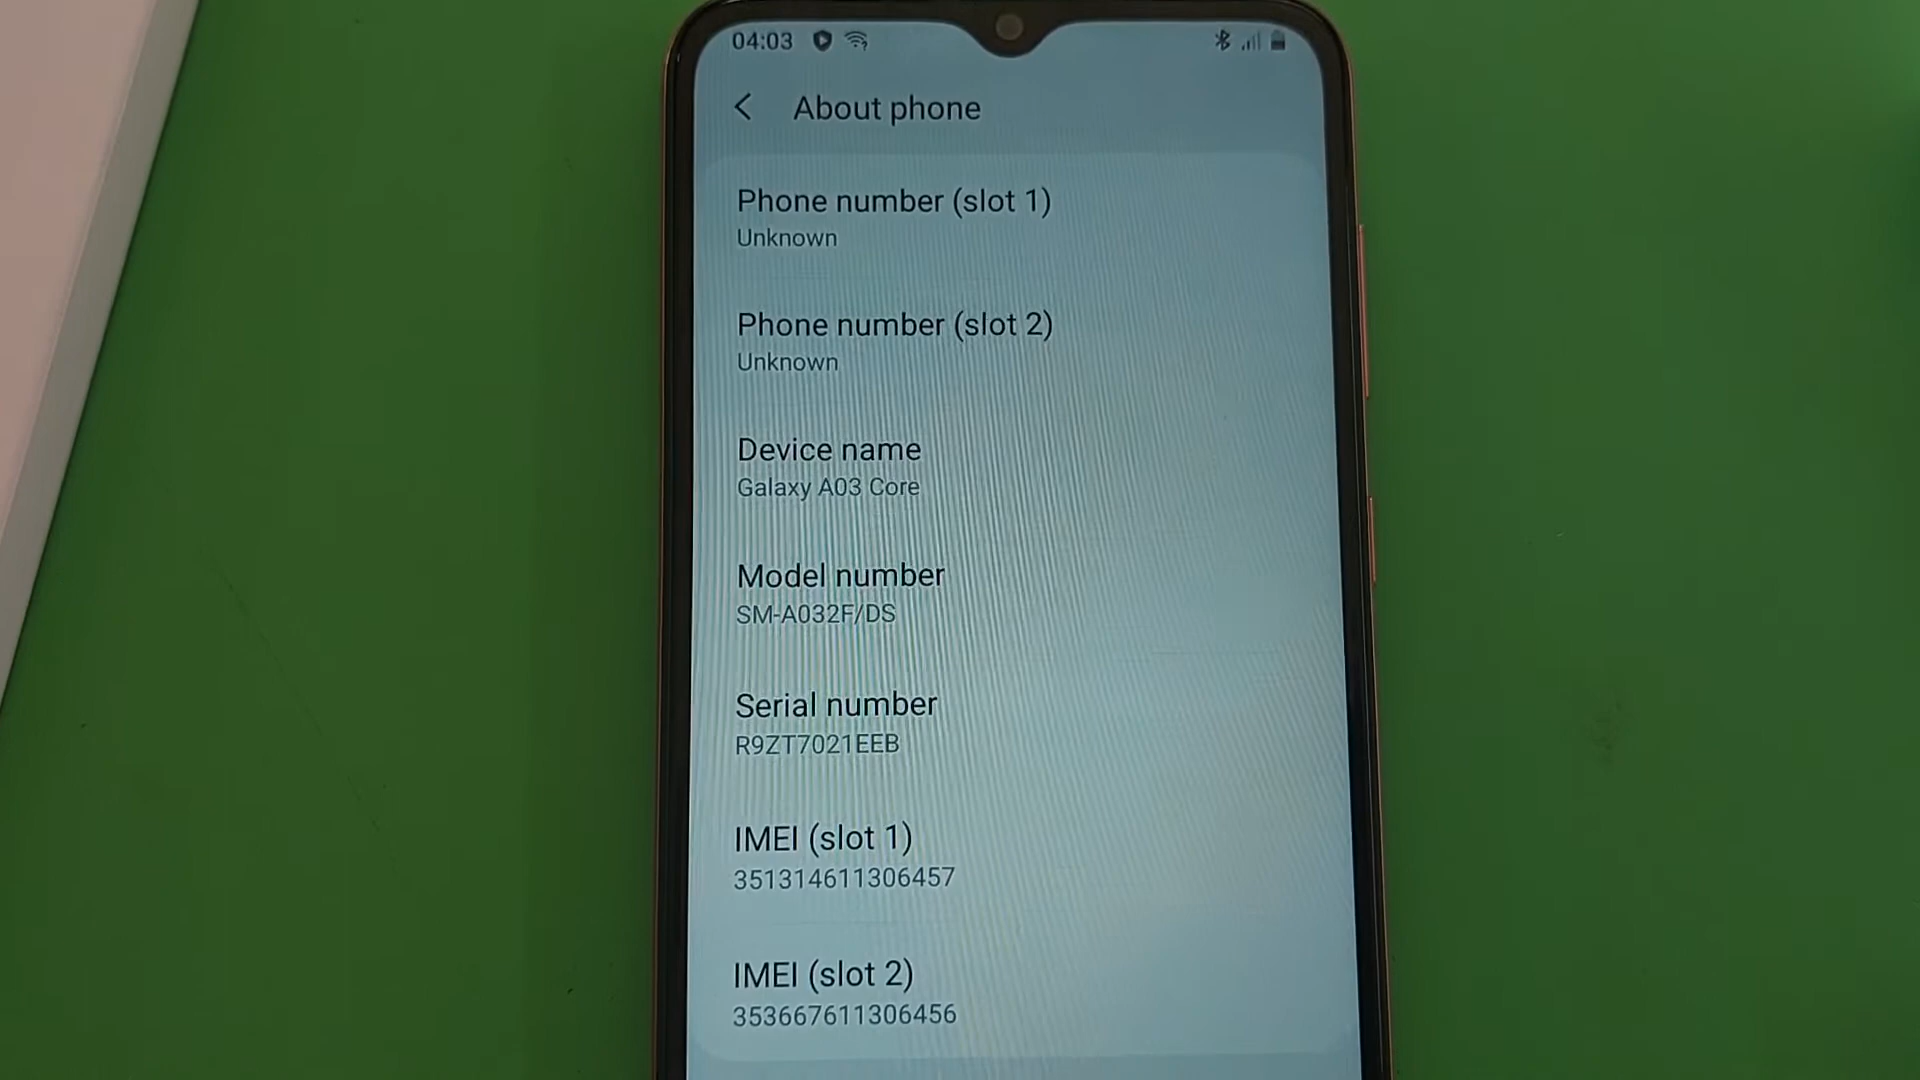 04:03
About phone
Phone number (slot 1)
Unknown
Phone number (slot 2)
Unknown
Device name
Galaxy A03 Core
Model number
SM-A032F/DS
Serial number
R9ZT7021EEB
IMEI (slot 1)
351314611306457
IMEI (slot 2)
353667611306456